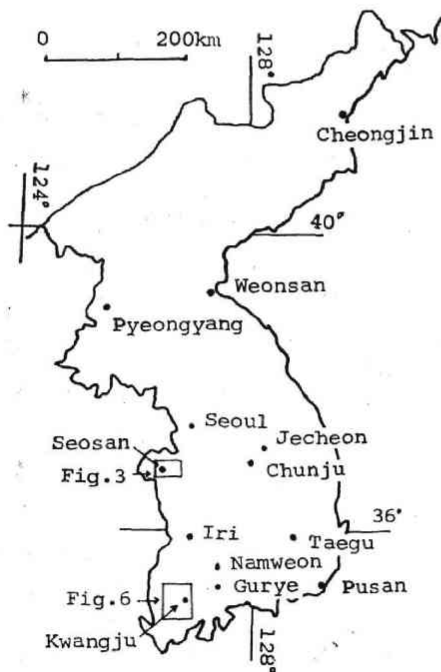 0 200km
128°
Cheongjin
124°
40°
Weonsan
Pyeongyang
Seoul
Jecheon
Seosan
Chunju
Fig.3
36°
Iri
Taegu
Namweon
Fig.6
Gurye
Pusan
Kwangju
128°